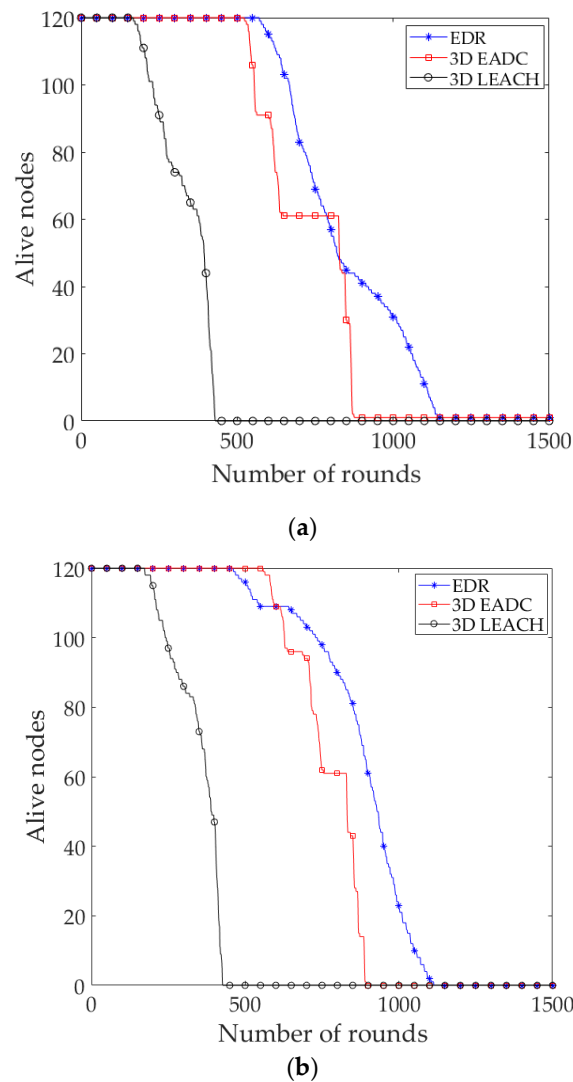 120
100
80
60
40
20
0
Alive nodes
EDR
3D EADC
3D LEACH
0 500 1000 1500
Number of rounds
(a)
120
100
80
60
40
20
0
Alive nodes
EDR
3D EADC
3D LEACH
0 500 1000 1500
Number of rounds
(b)